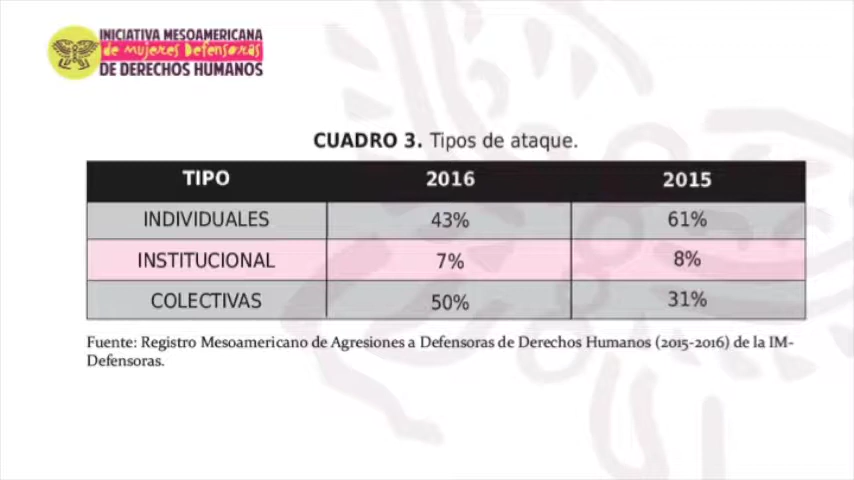 INICIATIVA MESOAMERICANA
de mujeres Defensoras
DE DERECHOS HUMANOS
CUADRO 3. Tipos de ataque.
TIPO 2016 2015
INDIVIDUALES 43% 61%
INSTITUCIONAL 7% 8%
COLECTIVAS 50% 31%
Fuente: Registro Mesoamericano de Agresiones a Defensoras de Derechos Humanos (2015-2016) de la IM-
Defensoras.